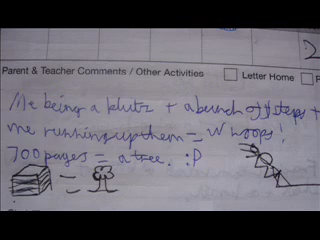 2
Parent & Teacher Comments / Other Activities Letter Home
Me being a klutz + a bunch of steps +
me running up them = Whoops!
700 pages = a tree. :P
=